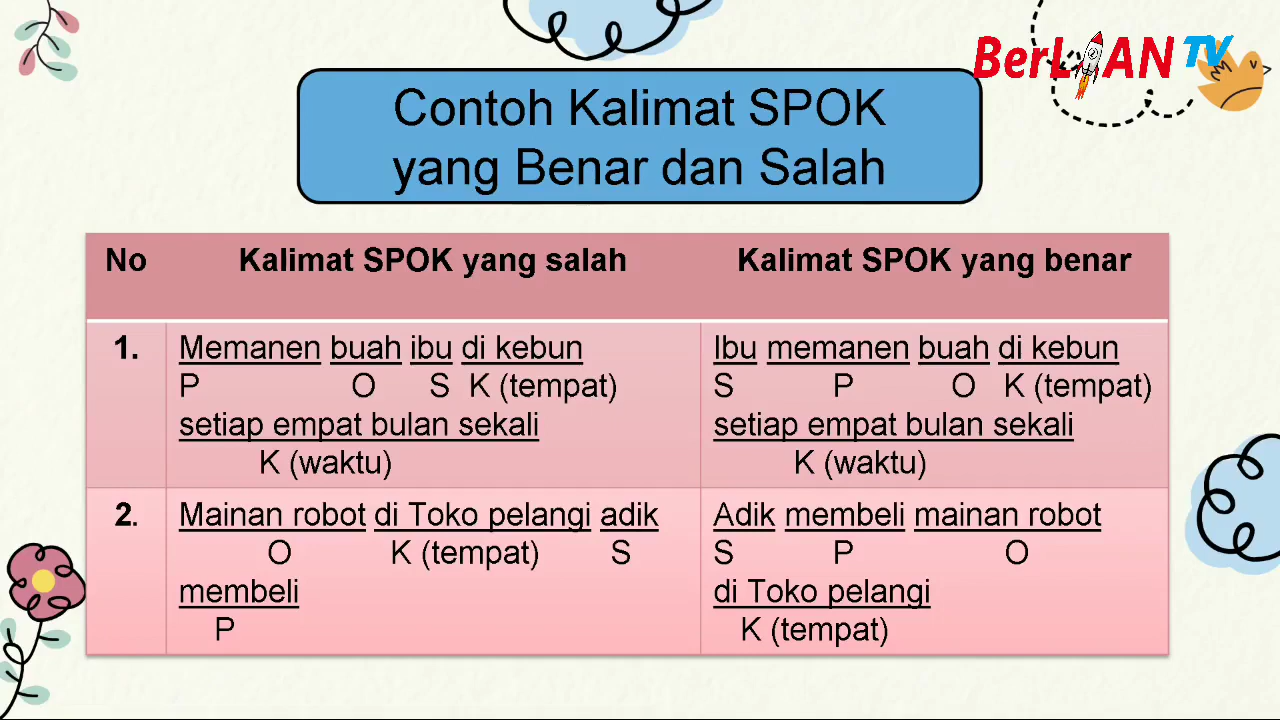 BerLIAN TV
Contoh Kalimat SPOK
yang Benar dan Salah
No Kalimat SPOK yang salah Kalimat SPOK yang benar
1. Memanen buah ibu di kebun Ibu memanen buah di kebun
P O S K (tempat) S P O K (tempat)
setiap empat bulan sekali setiap empat bulan sekali
K (waktu) K (waktu)
2. Mainan robot di Toko pelangi adik Adik membeli mainan robot
O K (tempat) S S P O
membeli di Toko pelangi
P K (tempat)